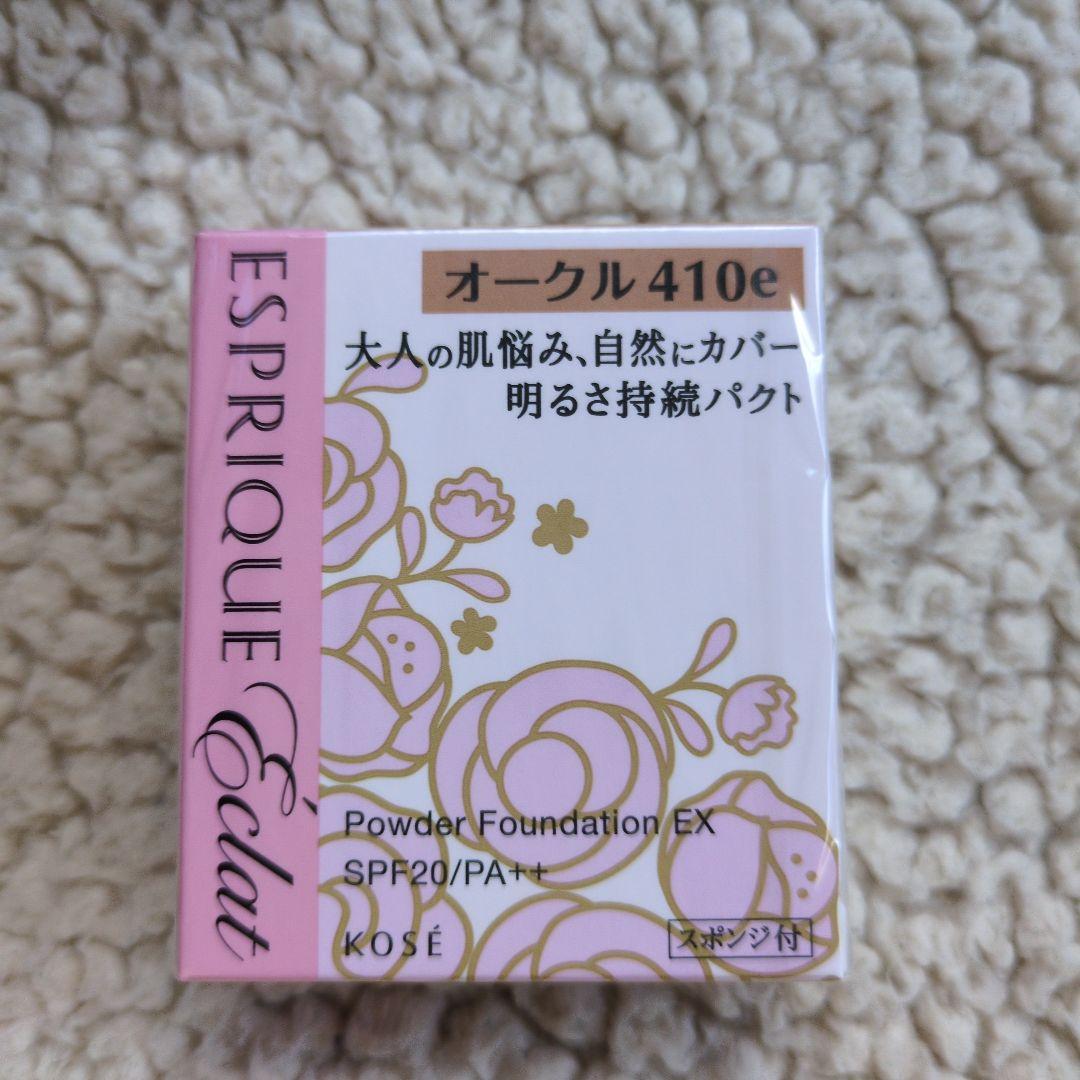 ESPRIQUE Éclat
オークル 410e
大人の肌悩み、自然にカバー
明るさ持続パクト
Powder Foundation EX
SPF20/PA++
KOSÉ
スポンジ付